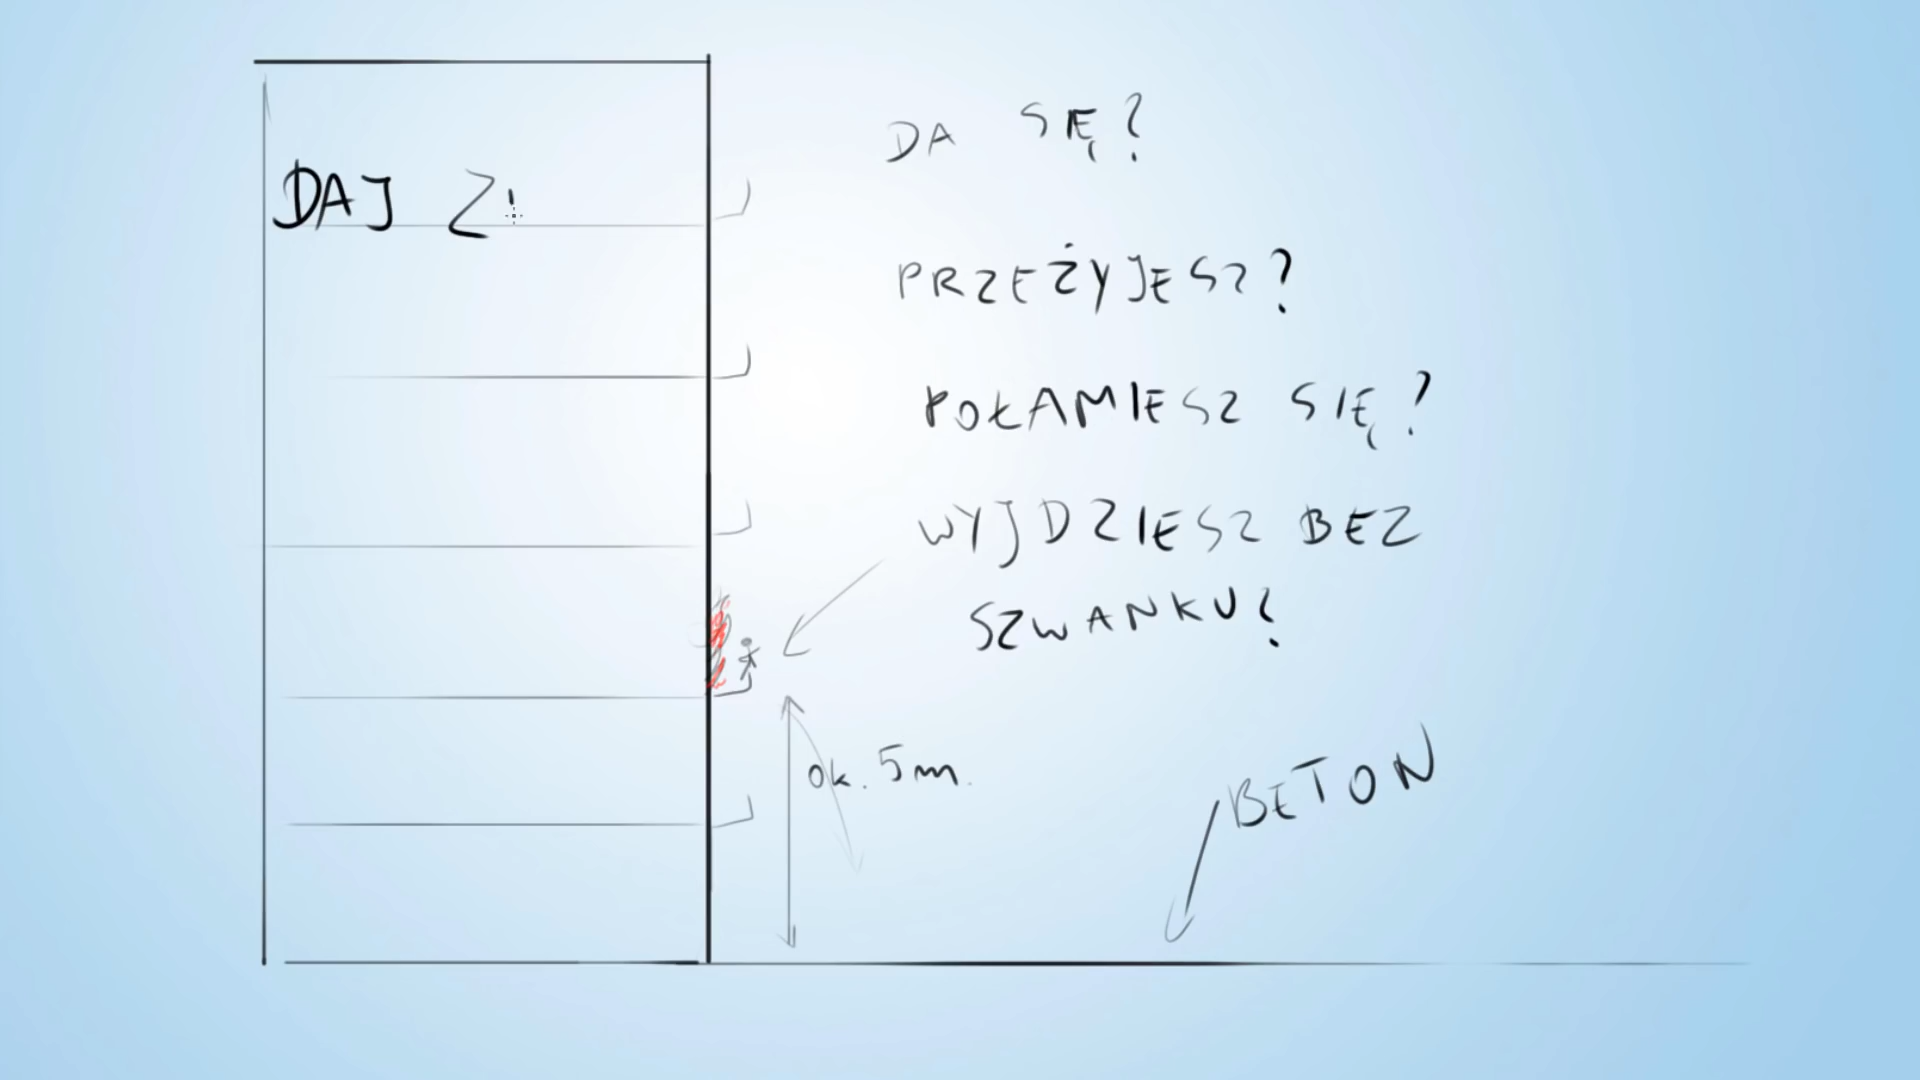 DA SIĘ?
DAJ Z
PRZEŻYJESZ?
POŁAMIESZ SIĘ?
WYJDZIESZ BEZ
SZWANKU?
ok. 5m.
BETON